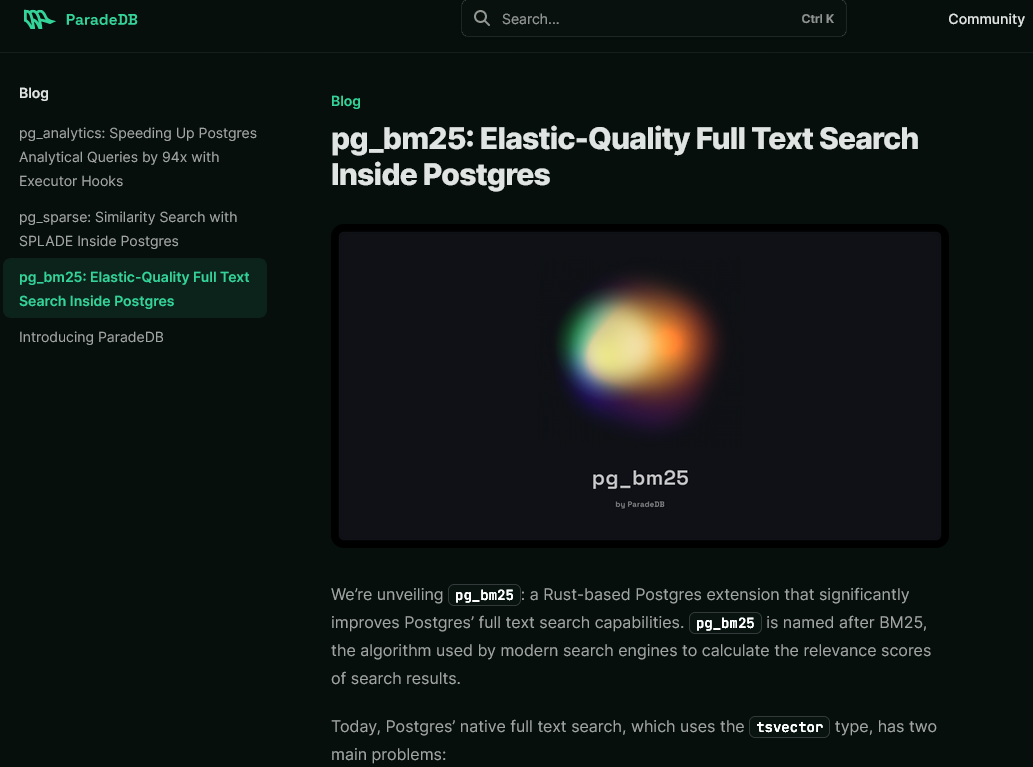 ParadeDB
Search...
Ctrl K
Community
Blog
pg_analytics: Speeding Up Postgres
Analytical Queries by 94x with
Executor Hooks
pg_sparse: Similarity Search with
SPLADE Inside Postgres
pg_bm25: Elastic-Quality Full Text
Search Inside Postgres
Introducing ParadeDB
Blog
pg_bm25: Elastic-Quality Full Text Search
Inside Postgres
pg_bm25
by ParadeDB
We’re unveiling pg_bm25: a Rust-based Postgres extension that significantly
improves Postgres’ full text search capabilities. pg_bm25 is named after BM25,
the algorithm used by modern search engines to calculate the relevance scores
of search results.
Today, Postgres’ native full text search, which uses the tsvector type, has two
main problems: